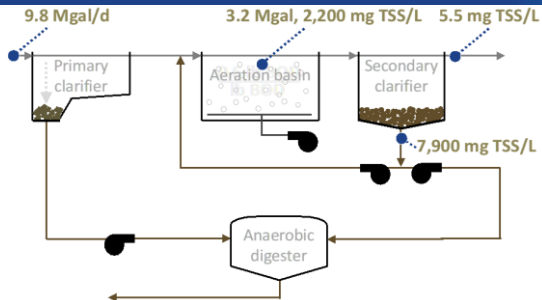 9.8 Mgal/d
3.2 Mgal, 2,200 mg TSS/L
5.5 mg TSS/L
Primary
clarifier
Aeration basin
Secondary
clarifier
7,900 mg TSS/L
Anaerobic
digester